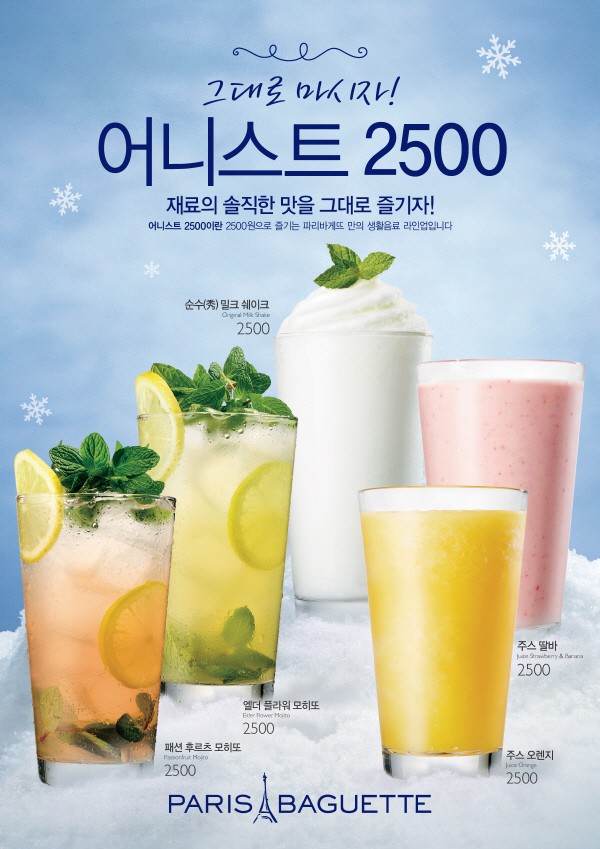 그대로 마시자!
어니스트 2500
재료의 솔직한 맛을 그대로 즐기자!
어니스트 2500이란 2500원으로 즐기는 파리바게뜨 만의 생활음료 라인업입니다
순수(秀) 밀크 쉐이크
Original Milk Shake
2500
주스 딸바
Juice Strawberry & Banana
2500
엘더 플라워 모히또
Elder Flower Mojito
2500
패션 후르츠 모히또
Passionfruit Mojito
2500
주스 오렌지
Juice Orange
2500
PARIS BAGUETTE